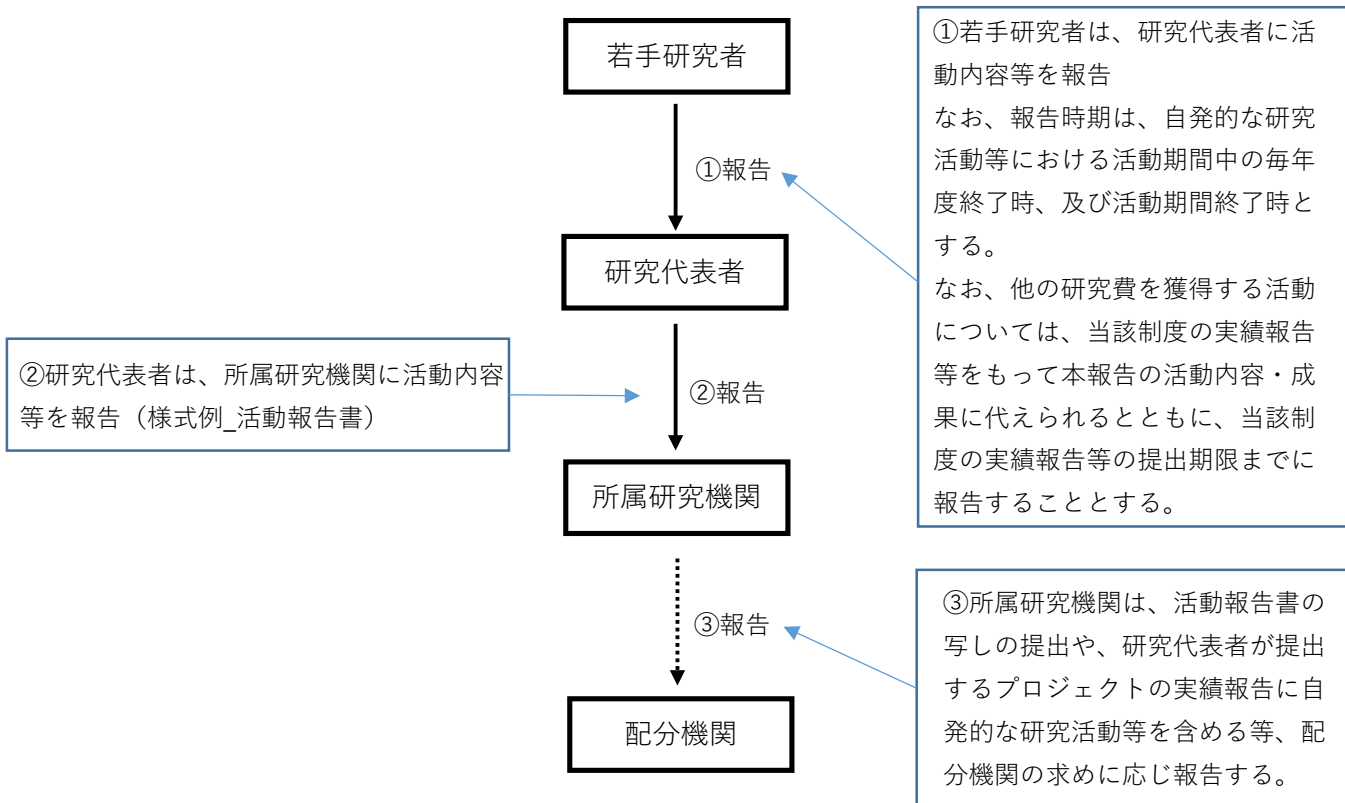 若手研究者
①報告
研究代表者
②報告
所属研究機関
③報告
配分機関
①若手研究者は、研究代表者に活
動内容等を報告
なお、報告時期は、自発的な研究
活動等における活動期間中の毎年
度終了時、及び活動期間終了時と
する。
なお、他の研究費を獲得する活動
については、当該制度の実績報告
等をもって本報告の活動内容・成
果に代えられるとともに、当該制
度の実績報告等の提出期限までに
報告することとする。
②研究代表者は、所属研究機関に活動内容
等を報告（様式例_活動報告書）
③所属研究機関は、活動報告書の
写しの提出や、研究代表者が提出
するプロジェクトの実績報告に自
発的な研究活動等を含める等、配
分機関の求めに応じ報告する。